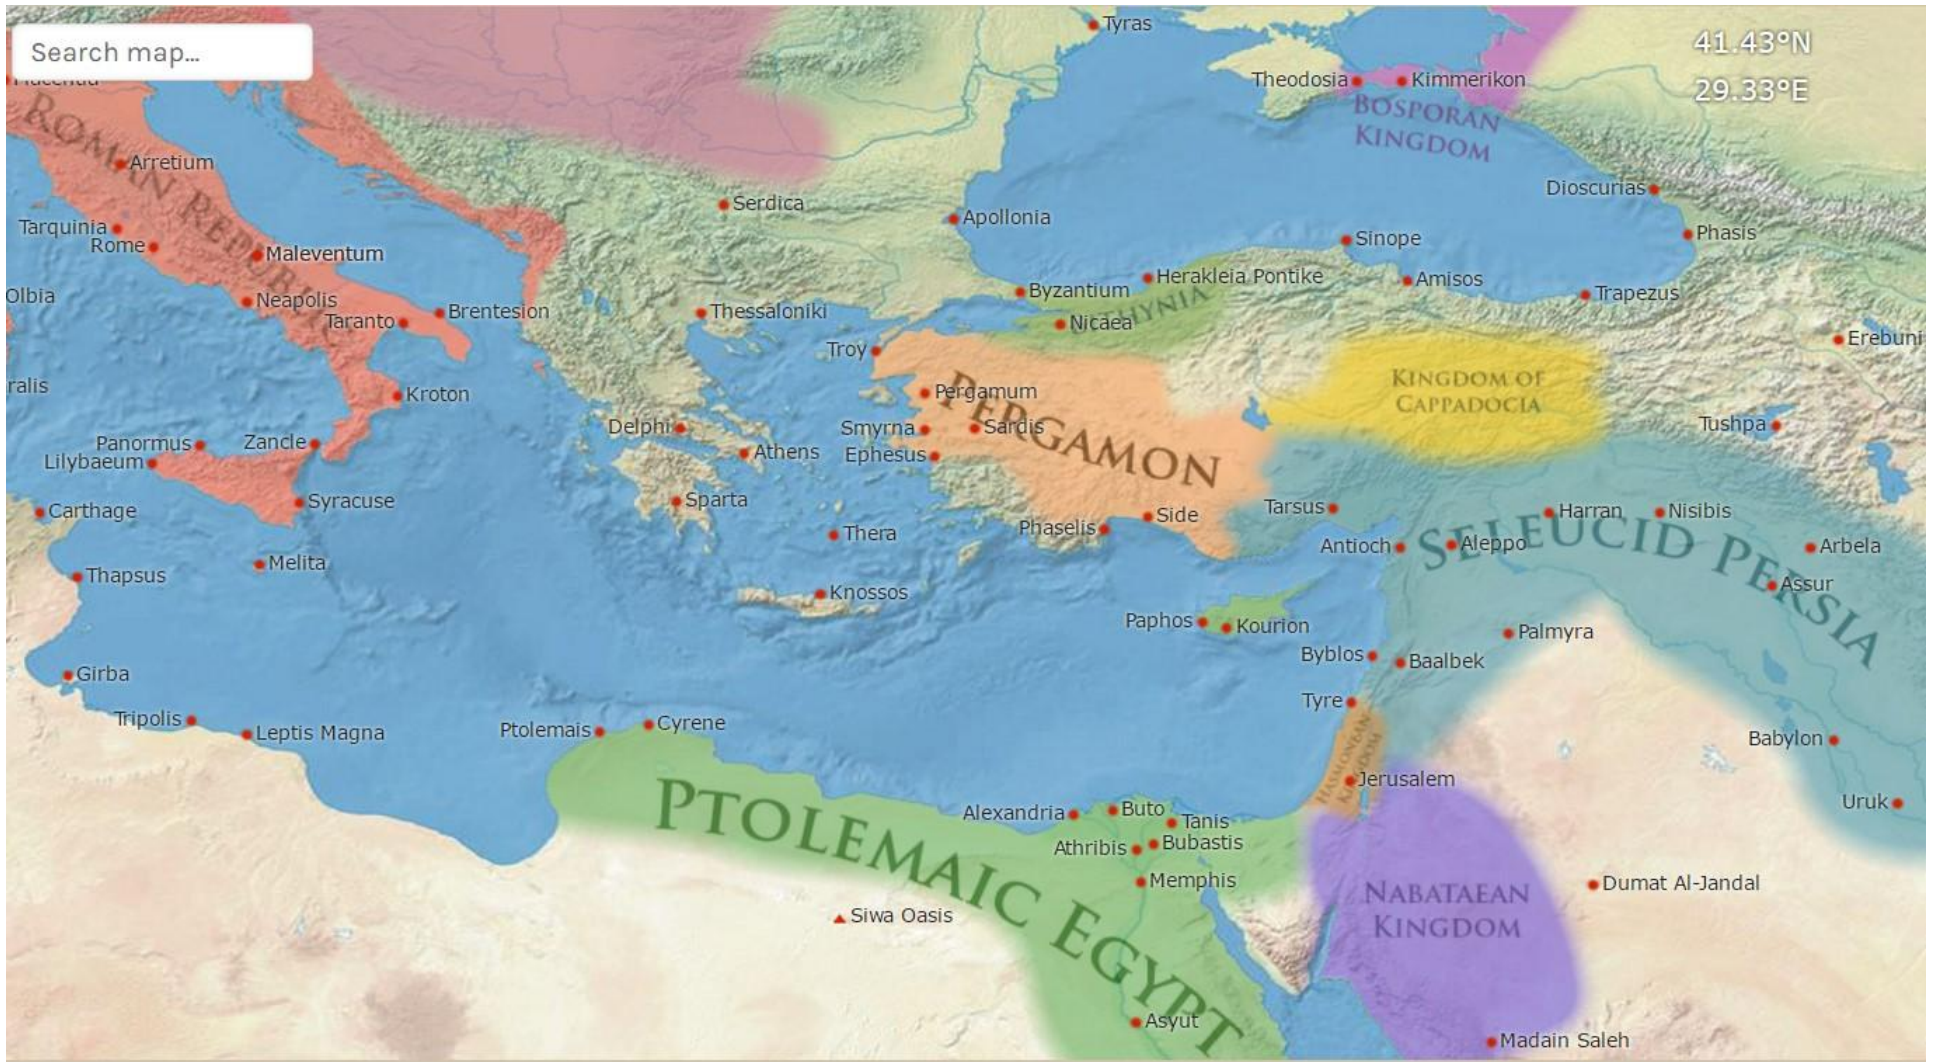 Search map...
41.43°N
29.33°E
Tyras
Theodosia
Kimmerikon
BOSPORAN
KINGDOM
ROMAN REPUBLIC
Arretium
Dioscurias
Serdica
Apollonia
Tarquinia
Rome
Maleventum
Sinope
Phasis
Olbia
Neapolis
Taranto
Brentesion
Thessaloniki
Byzantium
Herakleia Pontike
Amisos
Trapezus
BITHYNIA
Nicaea
Troy
Erebuni
ralis
Kroton
Pergamum
PERGAMON
KINGDOM OF
CAPPADOCIA
Delphi
Smyrna
Sardis
Tushpa
Panormus
Zancle
Athens
Ephesus
Lilybaeum
Syracuse
Sparta
Side
Tarsus
Harran
Nisibis
Carthage
Thera
Phaselis
Antioch
Aleppo
SELEUCID PERSIA
Arbela
Melita
Thapsus
Knossos
Assur
Paphos
Kourion
Palmyra
Byblos
Baalbek
Girba
Tyre
Tripolis
Leptis Magna
Ptolemais
Cyrene
Babylon
HASMONEAN
KINGDOM
Jerusalem
PTOLEMAIC EGYPT
Alexandria
Buto
Tanis
Uruk
Athribis
Bubastis
Memphis
NABATAEAN
KINGDOM
Dumat Al-Jandal
Siwa Oasis
Asyut
Madain Saleh